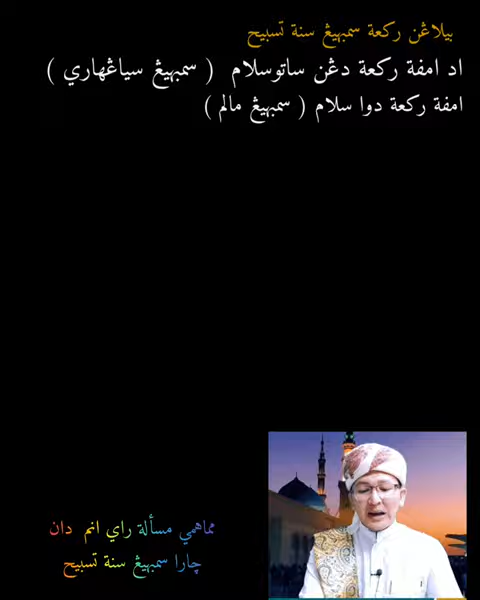 بيلاڠن ركعة سمبهيڠ سنة تسبيح
اد امفة ركعة دڠن ساتوسلام ( سمبهيڠ سياڠهاري )
امفة ركعة دوا سلام ( سمبهيڠ مالم )
مماهمي مسألة راي انم دان
چارا سمبهيڠ سنة تسبيح